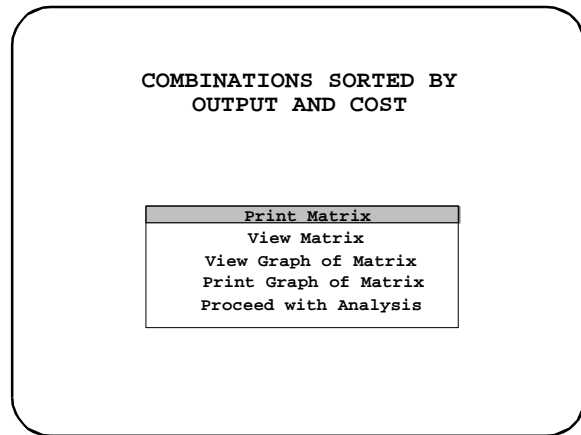 COMBINATIONS SORTED BY
OUTPUT AND COST
Print Matrix
View Matrix
View Graph of Matrix
Print Graph of Matrix
Proceed with Analysis